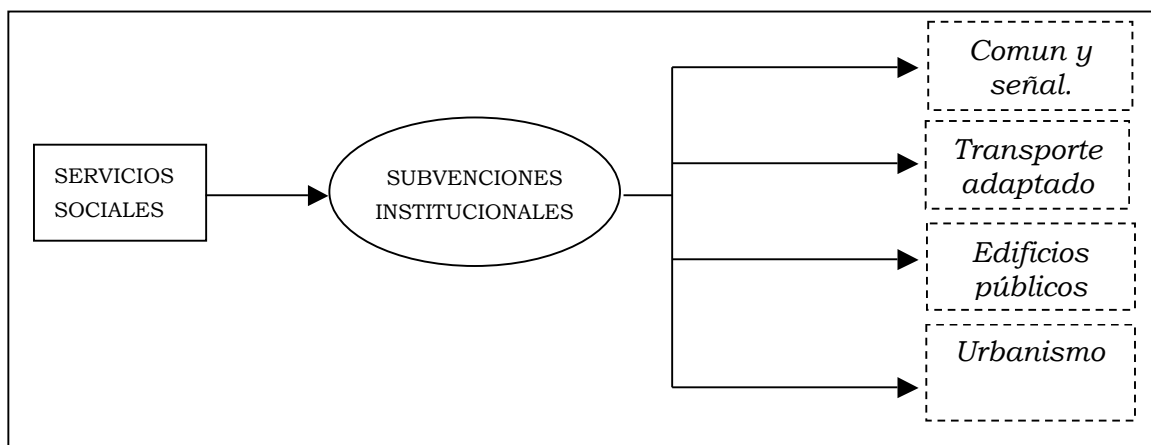 SERVICIOS
SOCIALES
SUBVENCIONES
INSTITUCIONALES
Comun y
señal.
Transporte
adaptado
Edificios
públicos
Urbanismo